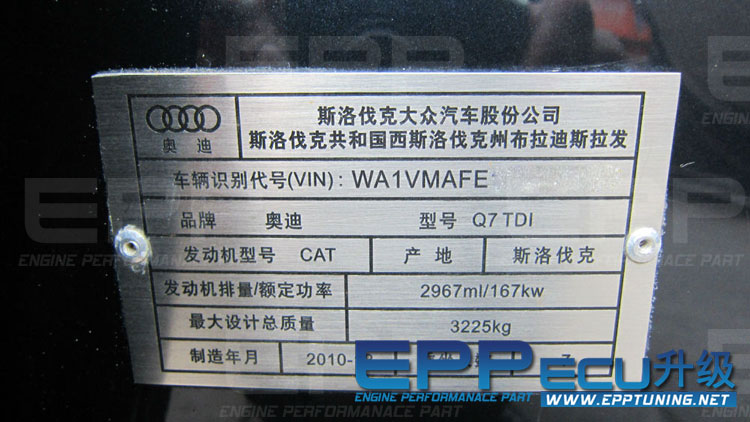 EPP
ENGINE PERFORMANACE PART
斯洛伐克大众汽车股份公司
奥迪
斯洛伐克共和国西斯洛伐克州布拉迪斯拉发
车辆识别代号(VIN): WA1VMAFE
品牌 奥迪 型号 Q7 TDI
发动机型号 CAT 产地 斯洛伐克
发动机排量/额定功率 2967ml/167kw
最大设计总质量 3225kg
制造年月 2010- 7
EPP ECU升级
ENGINE PERFORMANACE PART
WWW.EPPTUNING.NET